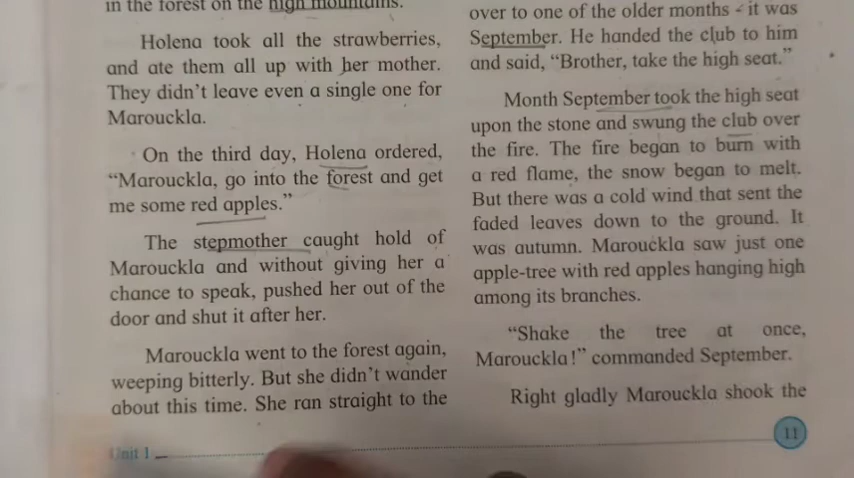 in the forest on the high mountains.
Holena took all the strawberries,
and ate them all up with her mother.
They didn't leave even a single one for
Marouckla.
On the third day, Holena ordered,
“Marouckla, go into the forest and get
me some red apples.”
The stepmother caught hold of
Marouckla and without giving her a
chance to speak, pushed her out of the
door and shut it after her.
Marouckla went to the forest again,
weeping bitterly. But she didn't wander
about this time. She ran straight to the
over to one of the older months - it was
September. He handed the club to him
and said, “Brother, take the high seat.”
Month September took the high seat
upon the stone and swung the club over
the fire. The fire began to burn with
a red flame, the snow began to melt.
But there was a cold wind that sent the
faded leaves down to the ground. It
was autumn. Marouckla saw just one
apple-tree with red apples hanging high
among its branches.
“Shake the tree at once,
Marouckla!” commanded September.
Right gladly Marouckla shook the
Unit 1
11